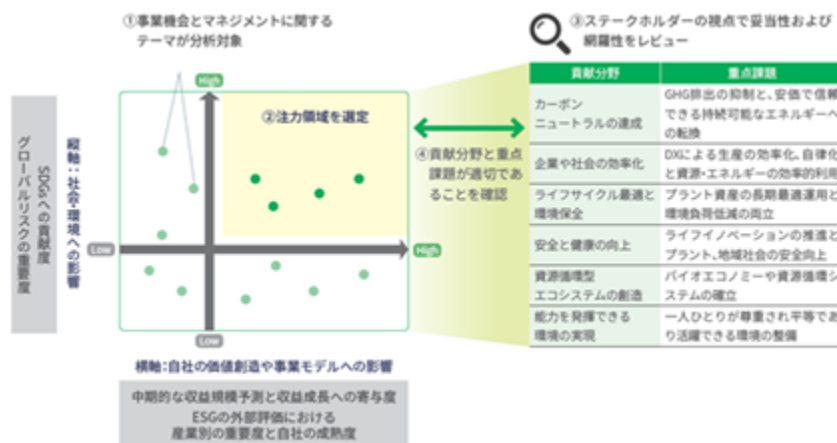 ①事業機会とマネジメントに関する
テーマが分析対象
High
②注力領域を選定
Low
High
Low
SDGsへの貢献度
グローバルリスクの重要度
縦軸：社会・環境への影響
横軸：自社の価値創造や事業モデルへの影響
中期的な収益規模予測と収益成長への寄与度
ESGの外部評価における
産業別の重要度と自社の成熟度
④貢献分野と重点
課題が適切であ
ることを確認
③ステークホルダーの視点で妥当性および
網羅性をレビュー
貢献分野
重点課題
カーボン
ニュートラルの達成
GHG排出の抑制と、安価で信頼
できる持続可能なエネルギーへ
の転換
企業や社会の効率化
DXによる生産の効率化、自律化
と資源・エネルギーの効率的利用
ライフサイクル最適と
環境保全
プラント資産の長期最適運用と
環境負荷低減の両立
安全と健康の向上
ライフイノベーションの推進と
プラント、地域社会の安全向上
資源循環型
エコシステムの創造
バイオエコノミーや資源循環シ
ステムの確立
能力を発揮できる
環境の実現
一人ひとりが尊重され平等であ
り活躍できる環境の整備